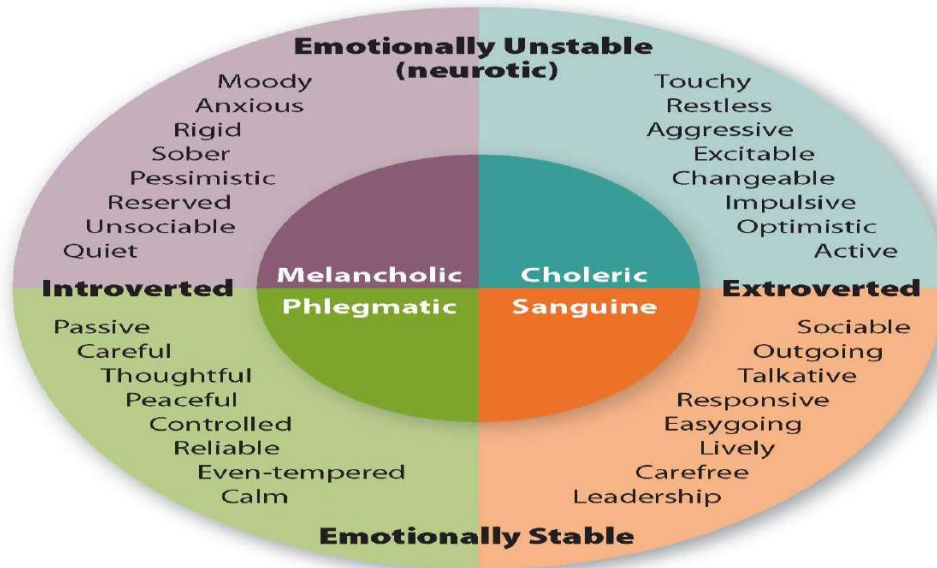 Emotionally Unstable
(neurotic)
Moody
Anxious
Rigid
Sober
Pessimistic
Reserved
Unsociable
Quiet
Touchy
Restless
Aggressive
Excitable
Changeable
Impulsive
Optimistic
Active
Melancholic
Choleric
Introverted
Extroverted
Phlegmatic
Sanguine
Passive
Careful
Thoughtful
Peaceful
Controlled
Reliable
Even-tempered
Calm
Sociable
Outgoing
Talkative
Responsive
Easygoing
Lively
Carefree
Leadership
Emotionally Stable